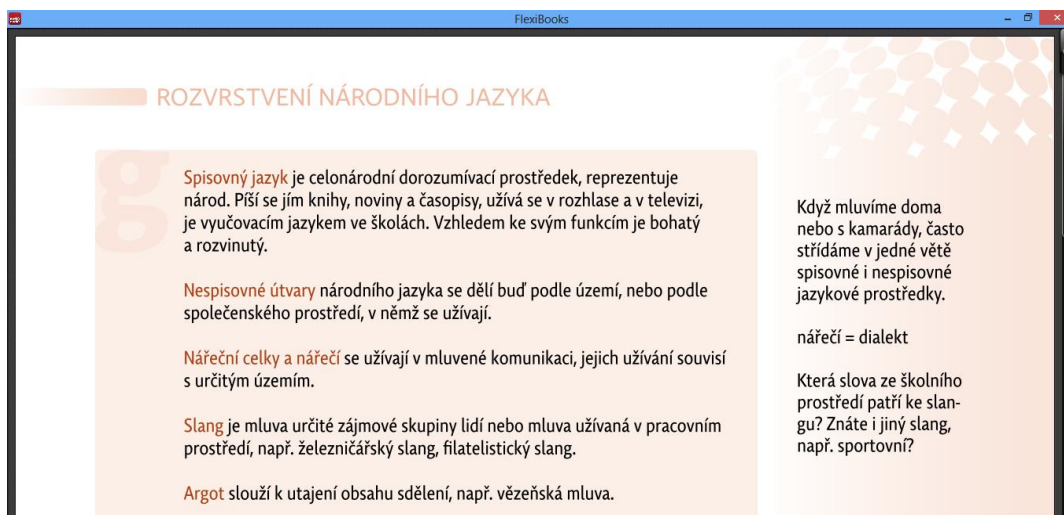 FlexiBooks
ROZVRSTVENÍ NÁRODNÍHO JAZYKA
g
Spisovný jazyk je celonárodní dorozumívací prostředek, reprezentuje
národ. Píší se jím knihy, noviny a časopisy, užívá se v rozhlase a v televizi,
je vyučovacím jazykem ve školách. Vzhledem ke svým funkcím je bohatý
a rozvinutý.
Nespisovné útvary národního jazyka se dělí buď podle území, nebo podle
společenského prostředí, v němž se užívají.
Nářeční celky a nářečí se užívají v mluvené komunikaci, jejich užívání souvisí
s určitým územím.
Slang je mluva určité zájmové skupiny lidí nebo mluva užívaná v pracovním
prostředí, např. železničářský slang, filatelistický slang.
Argot slouží k utajení obsahu sdělení, např. vězeňská mluva.
Když mluvíme doma
nebo s kamarády, často
střídáme v jedné větě
spisovné i nespisovné
jazykové prostředky.
nářečí = dialekt
Která slova ze školního
prostředí patří ke slan-
gu? Znáte i jiný slang,
např. sportovní?